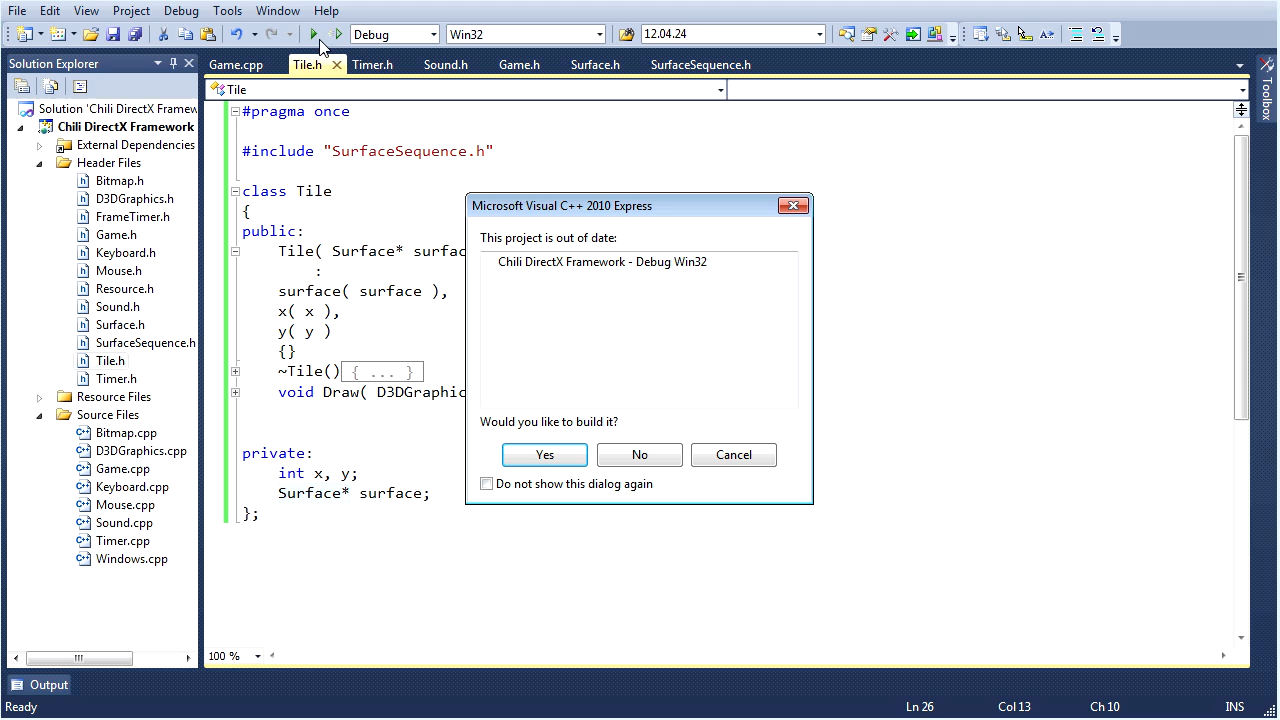 File Edit View Project Debug Tools Window Help
Debug Win32 12.04.24
Solution Explorer
Game.cpp Tile.h Timer.h Sound.h Game.h Surface.h SurfaceSequence.h
Toolbox
Tile
Solution 'Chili DirectX Framew
Chili DirectX Framework
External Dependencies
Header Files
Bitmap.h
D3DGraphics.h
FrameTimer.h
Game.h
Keyboard.h
Mouse.h
Resource.h
Sound.h
Surface.h
SurfaceSequence.h
Tile.h
Timer.h
Resource Files
Source Files
Bitmap.cpp
D3DGraphics.cpp
Game.cpp
Keyboard.cpp
Mouse.cpp
Sound.cpp
Timer.cpp
Windows.cpp
#pragma once
#include "SurfaceSequence.h"
class Tile
{
public:
Tile( Surface* surfac
:
surface( surface ),
x( x ),
y( y )
{}
~Tile(){ ... }
void Draw( D3DGraphic
private:
int x, y;
Surface* surface;
};
Microsoft Visual C++ 2010 Express
This project is out of date:
Chili DirectX Framework - Debug Win32
Would you like to build it?
Yes No Cancel
Do not show this dialog again
100 %
Output
Ready Ln 26 Col 13 Ch 10 INS